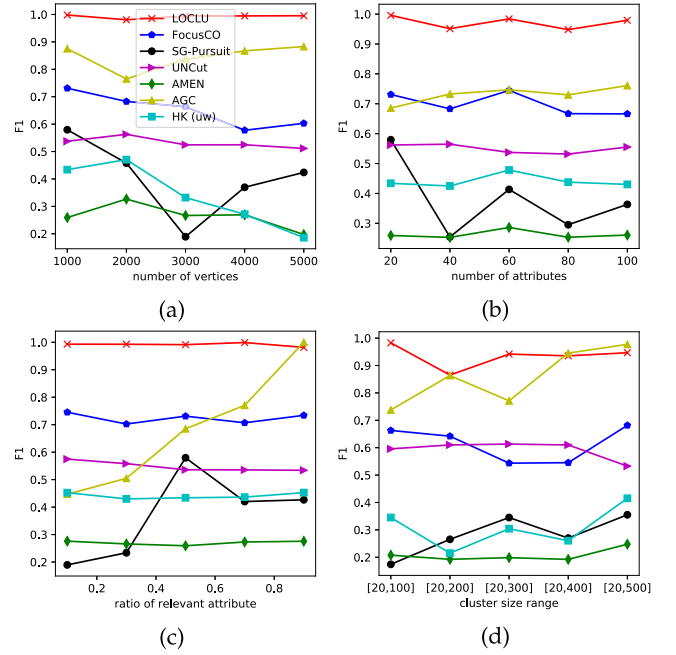 1.0
0.9
0.8
0.7
0.6
0.5
0.4
0.3
0.2
F1
LOCLU
FocusCO
SG-Pursuit
UNCut
AMEN
AGC
HK (uw)
1000 2000 3000 4000 5000
number of vertices
(a)
1.0
0.9
0.8
0.7
0.6
0.5
0.4
0.3
F1
20 40 60 80 100
number of attributes
(b)
1.0
0.9
0.8
0.7
0.6
0.5
0.4
0.3
0.2
F1
0.2 0.4 0.6 0.8
ratio of relevant attribute
(c)
1.0
0.9
0.8
0.7
0.6
0.5
0.4
0.3
0.2
F1
[20,100] [20,200] [20,300] [20,400] [20,500]
cluster size range
(d)